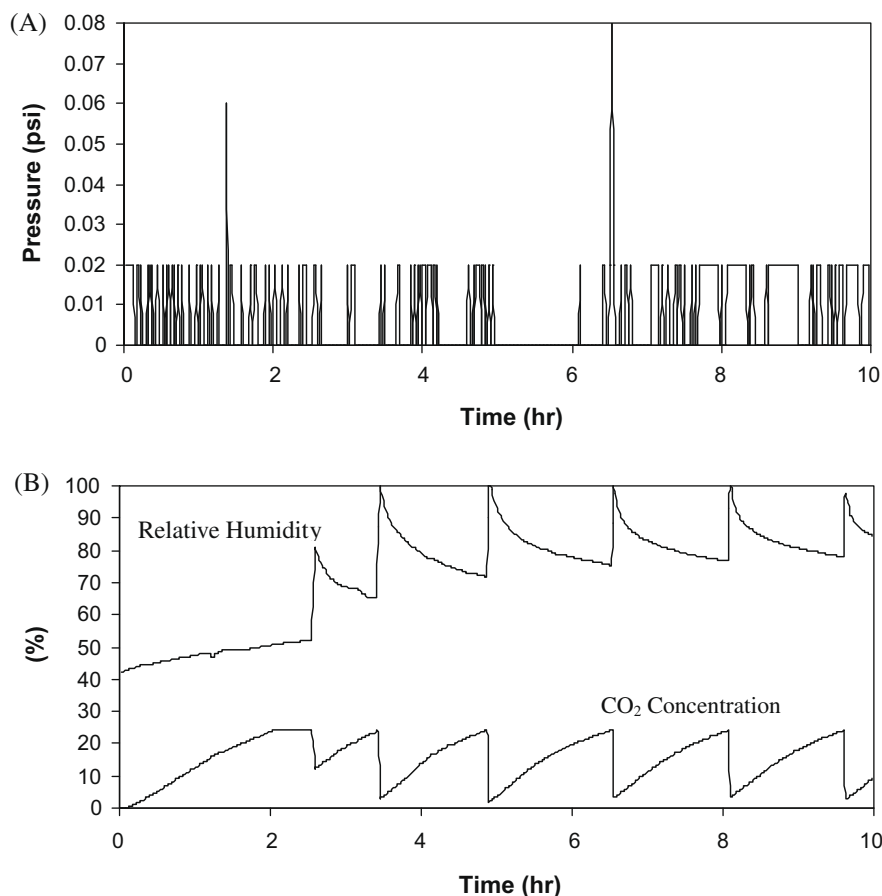 (A)
Pressure (psi)
0.08
0.07
0.06
0.05
0.04
0.03
0.02
0.01
0
0 2 4 6 8 10
Time (hr)
(B)
(%)
100
90
80
70
60
50
40
30
20
10
0
Relative Humidity
CO₂ Concentration
0 2 4 6 8 10
Time (hr)